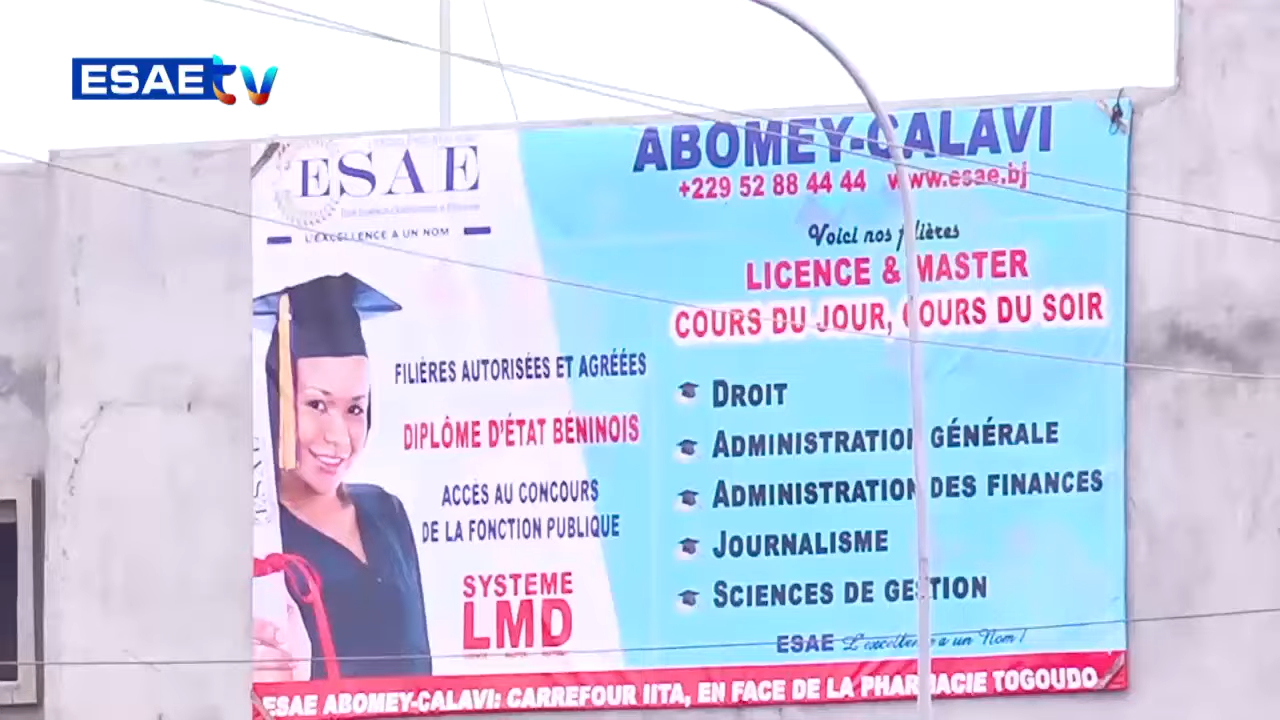 ESAEtv
ESAE
L'EXCELLENCE A UN NOM
ABOMEY-CALAVI
+229 52 88 44 44 www.esae.bj
Voici nos filières
LICENCE & MASTER
COURS DU JOUR, COURS DU SOIR
FILIÈRES AUTORISÉES ET AGRÉÉES
DIPLÔME D'ÉTAT BÉNINOIS
ACCÈS AU CONCOURS
DE LA FONCTION PUBLIQUE
SYSTEME
LMD
DROIT
ADMINISTRATION GÉNÉRALE
ADMINISTRATION DES FINANCES
JOURNALISME
SCIENCES DE GESTION
ESAE L'excellence a un Nom !
ESAE
ESAE ABOMEY-CALAVI: CARREFOUR IITA, EN FACE DE LA PHARMACIE TOGOUDO